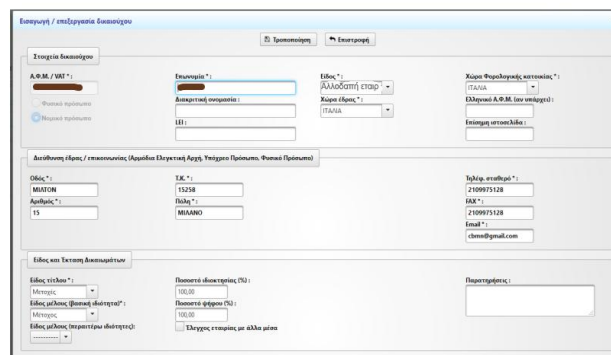 Εισαγωγή / επεξεργασία δικαιούχου
Τροποποίηση Επιστροφή
Στοιχεία δικαιούχου
Α.Φ.Μ. / VAT * : Επωνυμία * : Είδος * : Χώρα Φορολογικής κατοικίας * :
Αλλοδαπή εταιρ ΙΤΑΛΙΑ
Φυσικό πρόσωπο Διακριτική ονομασία : Χώρα έδρας * : Ελληνικό Α.Φ.Μ. (αν υπάρχει) :
Νομικό πρόσωπο ΙΤΑΛΙΑ
LEI : Επίσημη ιστοσελίδα :
Διεύθυνση έδρας / επικοινωνίας (Αρμόδια Ελεγκτική Αρχή, Υπόχρεο Πρόσωπο, Φυσικό Πρόσωπο)
Οδός * : Τ.Κ. * : Τηλέφ. σταθερό * :
ΜΙΛΤΟΝ 15258 2109975128
Αριθμός * : Πόλη * : FAX * :
15 ΜΙΛΑΝΟ 2109975128
Email * :
cbmo@gmail.com
Είδος και Έκταση Δικαιωμάτων
Είδος τίτλου * : Ποσοστό ιδιοκτησίας (%) : Παρατηρήσεις :
Μετοχές 100,00
Είδος μέλους (βασική ιδιότητα)* : Ποσοστό ψήφου (%) :
Μέτοχος 100,00
Είδος μέλους (περαιτέρω ιδιότητες): Έλεγχος εταιρίας με άλλα μέσα
----------